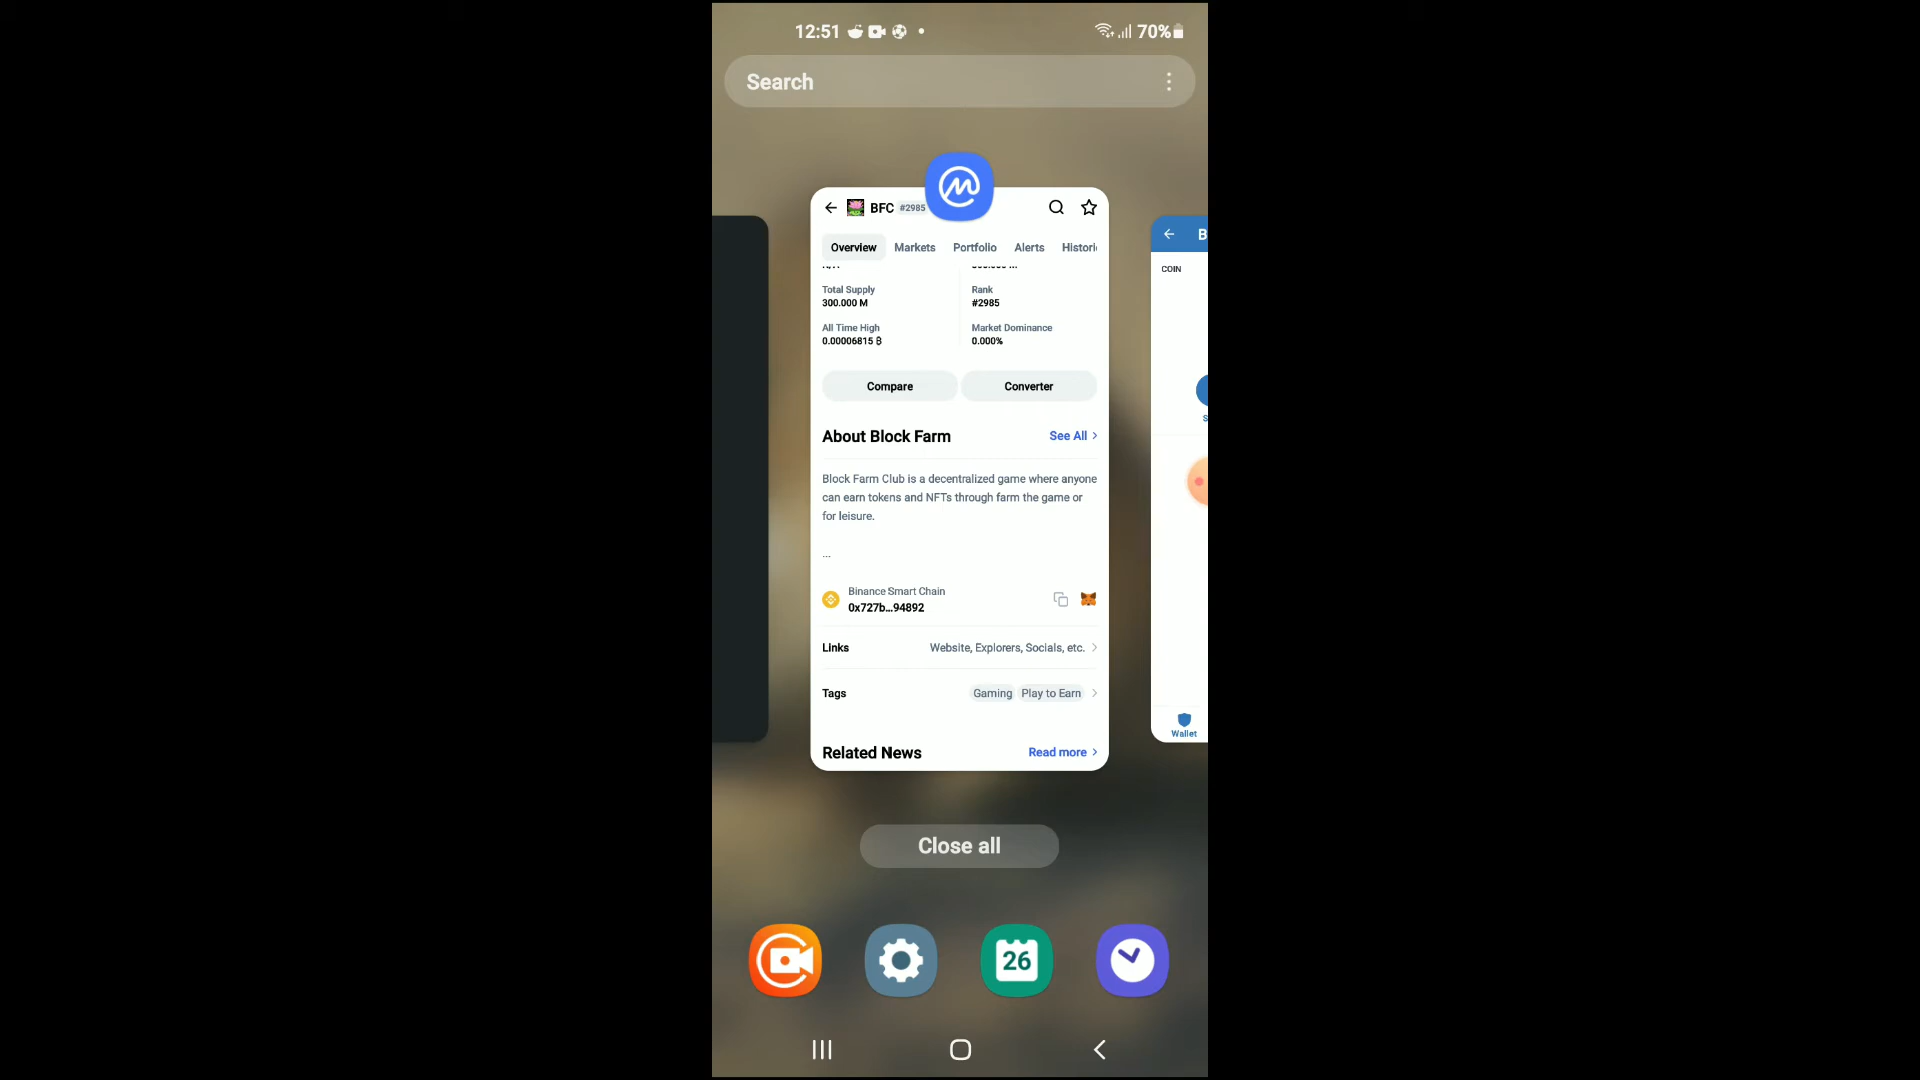 12:51
70%
Search
BFC #2985
Overview Markets Portfolio Alerts Histori
Total Supply
300.000 M
Rank
#2985
All Time High
0.00006815 ₿
Market Dominance
0.000%
Compare
Converter
About Block Farm
See All
Block Farm Club is a decentralized game where anyone
can earn tokens and NFTs through farm the game or
for leisure.
...
Binance Smart Chain
0x727b...94892
Links
Website, Explorers, Socials, etc.
Tags
Gaming Play to Earn
Related News
Read more
B
COIN
Wallet
Close all
26